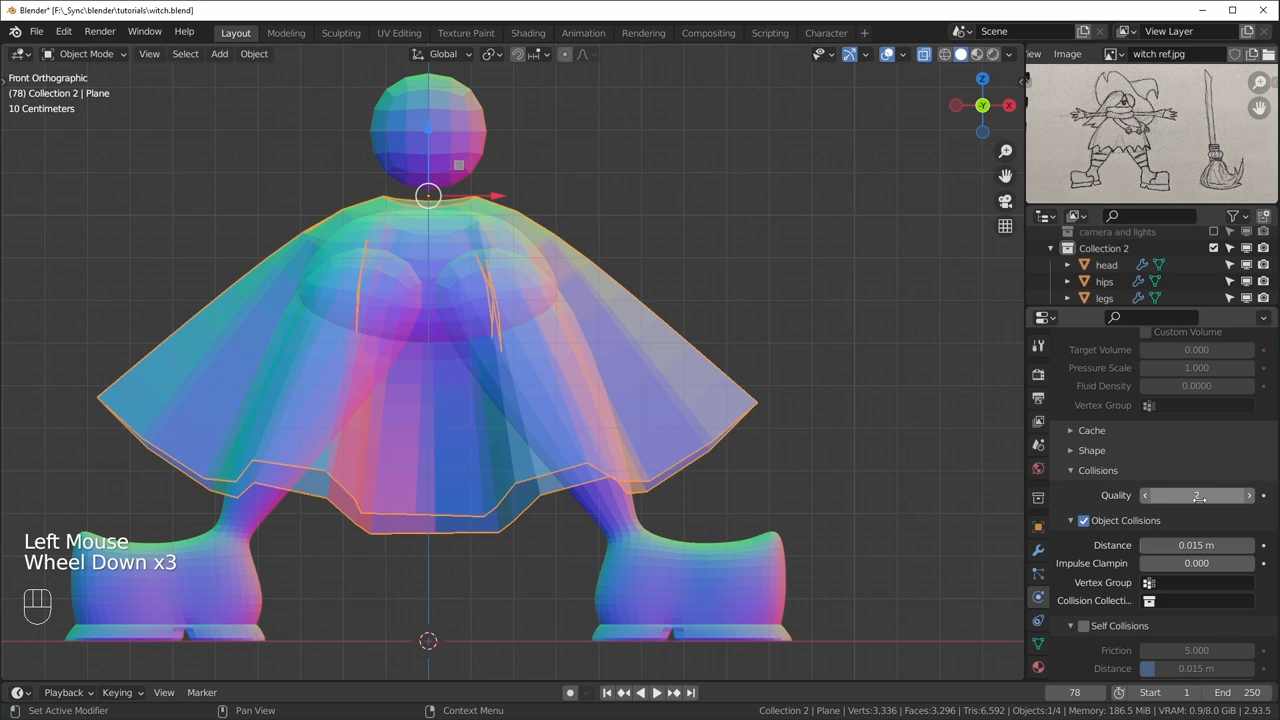 Blender* [F:\_Sync\blender\tutorials\witch.blend]
File Edit Render Window Help
Layout Modeling Sculpting UV Editing Texture Paint Shading Animation Rendering Compositing Scripting Character +
Scene
View Layer
Object Mode View Select Add Object
Global
iew Image witch ref.jpg
Front Orthographic
(78) Collection 2 | Plane
10 Centimeters
Z
-Y X
camera and lights
Collection 2
head
hips
legs
Custom Volume
Target Volume 0.000
Pressure Scale 1.000
Fluid Density 0.0000
Vertex Group
Cache
Shape
Collisions
Quality 2
Object Collisions
Distance 0.015 m
Impulse Clampin 0.000
Vertex Group
Collision Collecti...
Self Collisions
Friction 5.000
Distance 0.015 m
Left Mouse
Wheel Down x3
Playback Keying View Marker
78 Start 1 End 250
Set Active Modifier Pan View Context Menu
Collection 2 | Plane | Verts:3,336 | Faces:3,296 | Tris:6,592 | Objects:1/4 | Memory: 186.5 MiB | VRAM: 0.9/8.0 GiB | 2.93.5